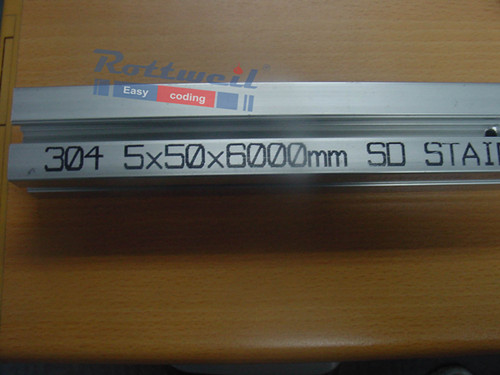 Rottweil®
Easy coding
304 5x50x6000mm SD STAI